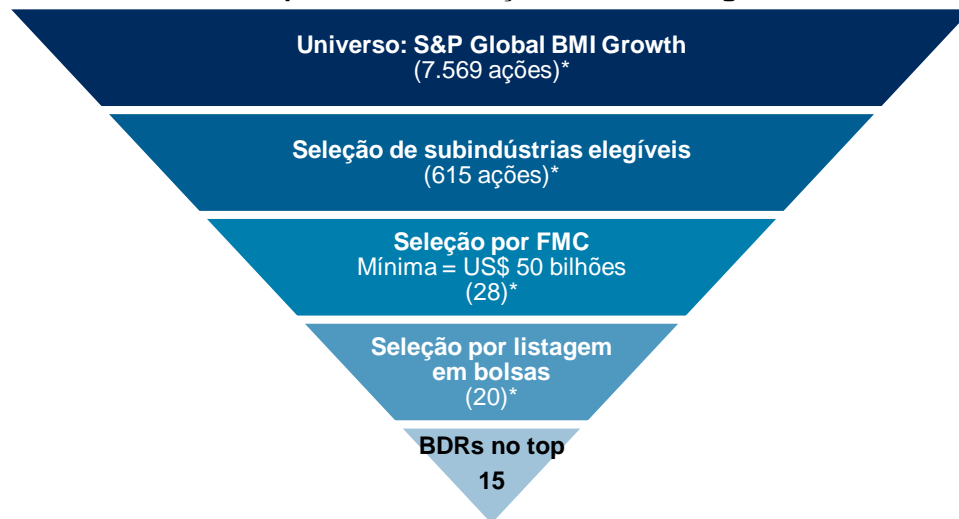 Universo: S&P Global BMI Growth
(7.569 ações)*
Seleção de subindústrias elegíveis
(615 ações)*
Seleção por FMC
Mínima = US$ 50 bilhões
(28)*
Seleção por listagem
em bolsas
(20)*
BDRs no top
15